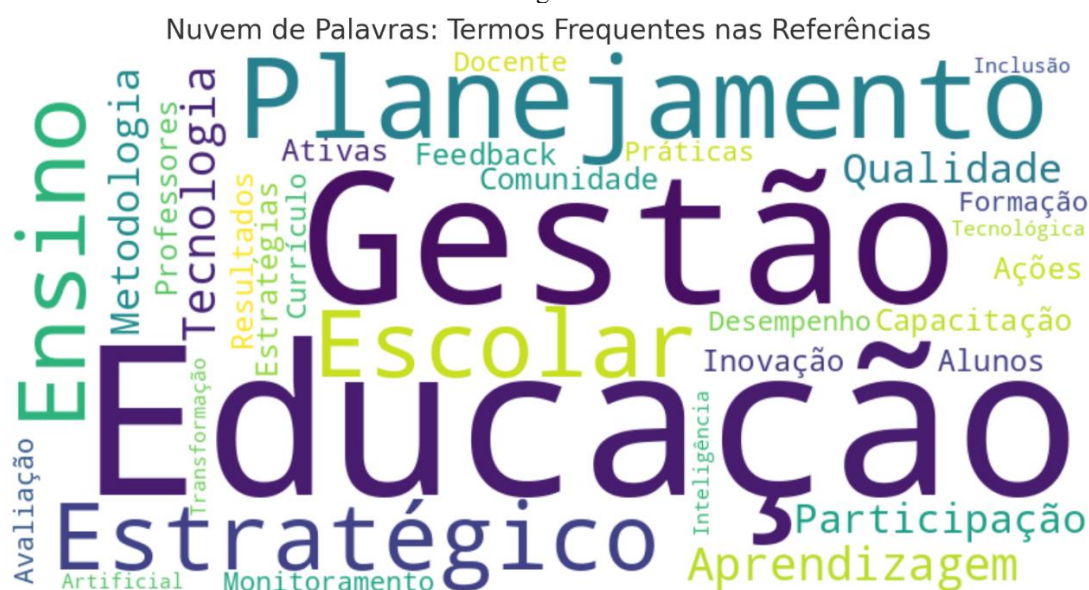 Nuvem de Palavras: Termos Frequentes nas Referências
Planejamento
Docente
Inclusão
Ensino
Metodologia
Professores
Tecnologia
Ativas
Feedback
Práticas
Comunidade
Qualidade
Resultados
Estratégias
Currículo
Gestão
Formação
Tecnológica
Ações
Escolar
Desempenho
Capacitação
Inovação
Alunos
Educação
Transformação
Inteligência
Avaliação
Estratégico
Participação
Aprendizagem
Artificial
Monitoramento